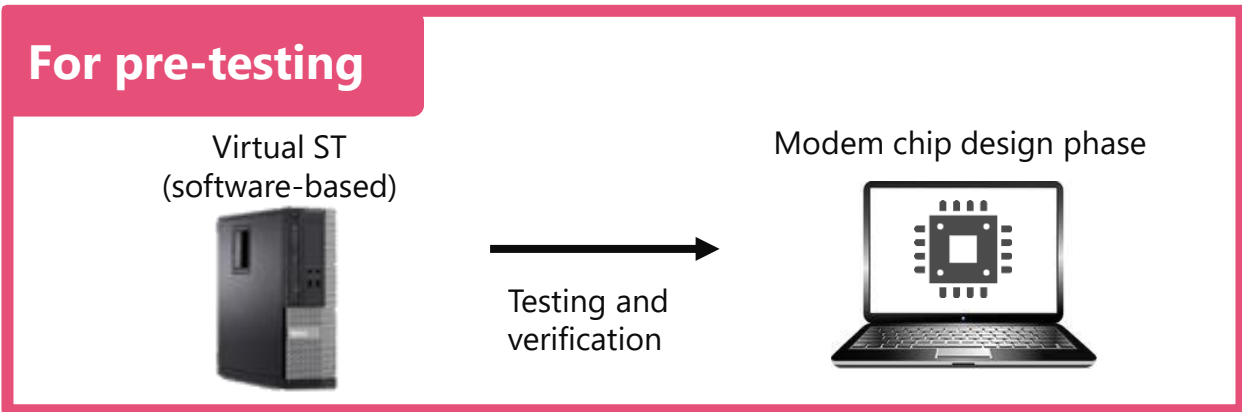 For pre-testing
Virtual ST
(software-based)
Modem chip design phase
Testing and
verification